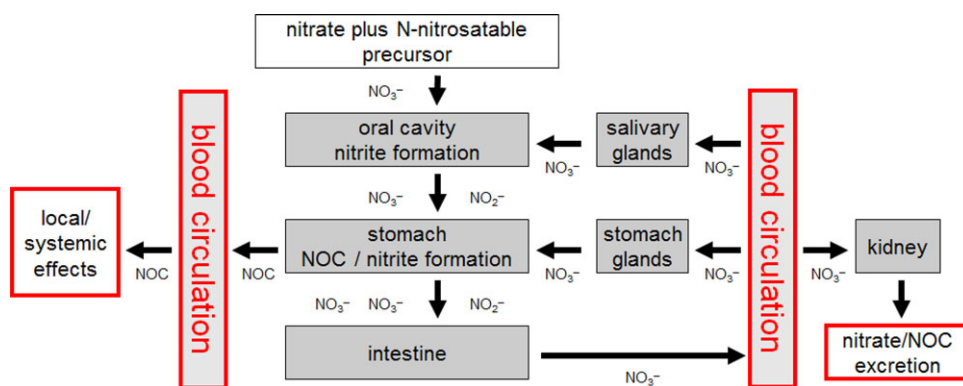 nitrate plus N-nitrosatable
precursor
NO₃⁻
oral cavity
nitrite formation
salivary
glands
NO₃⁻
NO₃⁻
blood circulation
blood circulation
NO₃⁻
NO₂⁻
local/
systemic
effects
NOC
NOC
stomach
NOC / nitrite formation
NO₃⁻
stomach
glands
NO₃⁻
NO₃⁻
kidney
NO₃⁻
NO₃⁻
NO₂⁻
intestine
NO₃⁻
nitrate/NOC
excretion